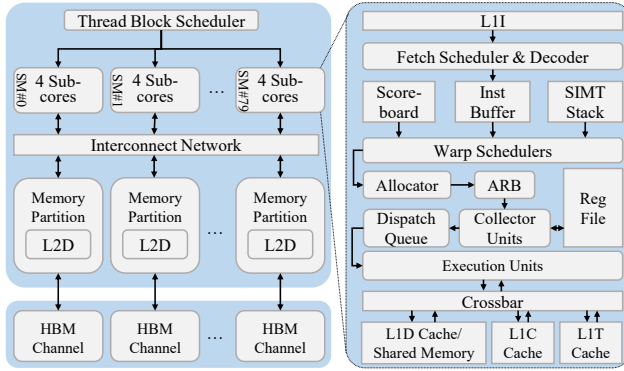 Thread Block Scheduler
SM#0
4 Sub-
cores
SM#1
4 Sub-
cores
...
SM#79
4 Sub-
cores
Interconnect Network
Memory
Partition
L2D
Memory
Partition
L2D
...
Memory
Partition
L2D
HBM
Channel
HBM
Channel
...
HBM
Channel
L1I
Fetch Scheduler & Decoder
Score-
board
Inst
Buffer
SIMT
Stack
Warp Schedulers
Allocator
ARB
Reg
File
Dispatch
Queue
Collector
Units
Execution Units
Crossbar
L1D Cache/
Shared Memory
L1C
Cache
L1T
Cache